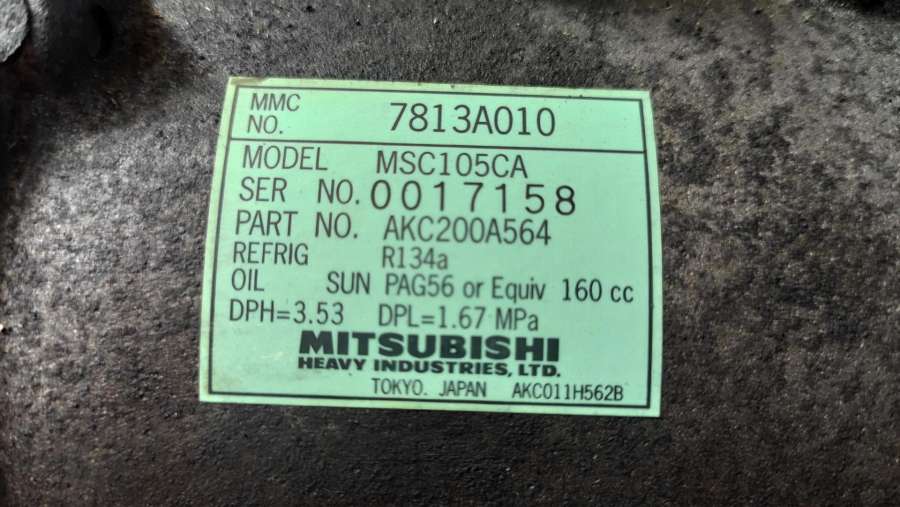 MMC NO. 7813A010
MODEL MSC105CA
SER NO. 0017158
PART NO. AKC200A564
REFRIG R134a
OIL SUN PAG56 or Equiv 160 cc
DPH=3.53 DPL=1.67 MPa
MITSUBISHI
HEAVY INDUSTRIES, LTD.
TOKYO. JAPAN AKC011H562B